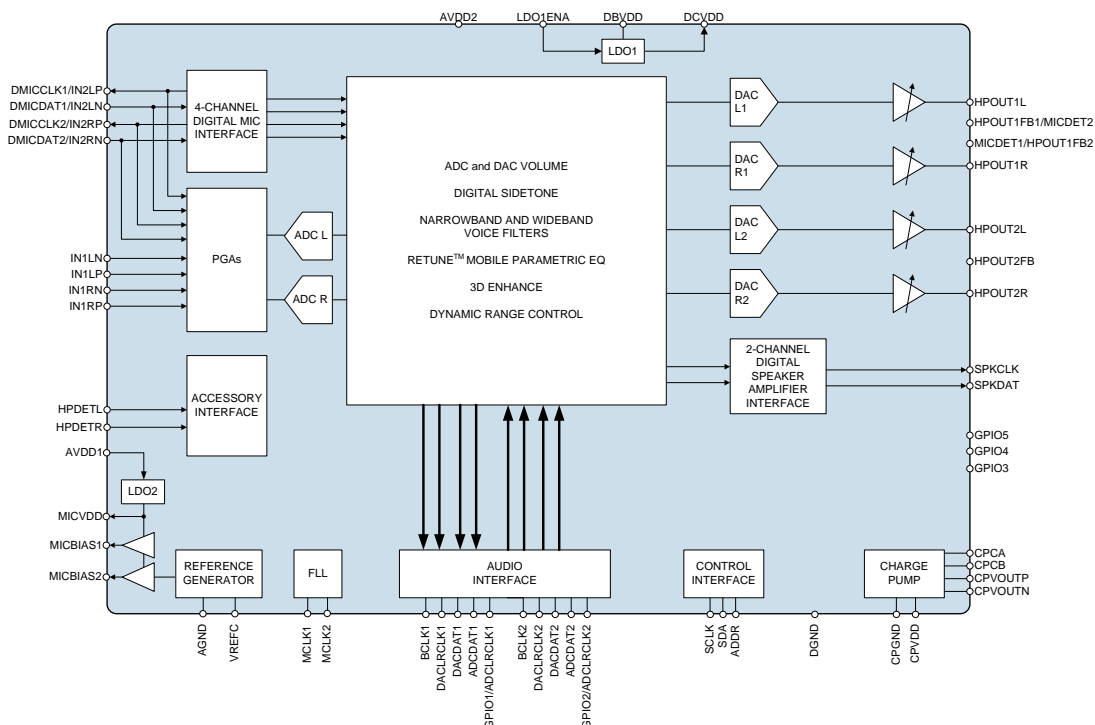 AVDD2
LDO1ENA
DBVDD
DCVDD
LDO1
DMICCLK1/IN2LP
DMICDAT1/IN2LN
DMICCLK2/IN2RP
DMICDAT2/IN2RN
4-CHANNEL
DIGITAL MIC
INTERFACE
PGAs
IN1LN
IN1LP
IN1RN
IN1RP
ADC L
ADC R
ADC and DAC VOLUME
DIGITAL SIDETONE
NARROWBAND AND WIDEBAND
VOICE FILTERS
RETUNE™ MOBILE PARAMETRIC EQ
3D ENHANCE
DYNAMIC RANGE CONTROL
DAC
L1
DAC
R1
DAC
L2
DAC
R2
HPOUT1L
HPOUT1FB1/MICDET2
MICDET1/HPOUT1FB2
HPOUT1R
HPOUT2L
HPOUT2FB
HPOUT2R
2-CHANNEL
DIGITAL
SPEAKER
AMPLIFIER
INTERFACE
SPKCLK
SPKDAT
GPIO5
GPIO4
GPIO3
ACCESSORY
INTERFACE
HPDETL
HPDETR
AVDD1
LDO2
MICVDD
MICBIAS1
MICBIAS2
REFERENCE
GENERATOR
FLL
AUDIO
INTERFACE
CONTROL
INTERFACE
CHARGE
PUMP
CPCA
CPCB
CPVOUTP
CPVOUTN
AGND
VREFC
MCLK1
MCLK2
BCLK1
DACLRCLK1
DACDAT1
ADCDAT1
GPIO1/ADCLRCLK1
BCLK2
DACLRCLK2
DACDAT2
ADCDAT2
GPIO2/ADCLRCLK2
SCLK
SDA
ADDR
DGND
CPGND
CPVDD